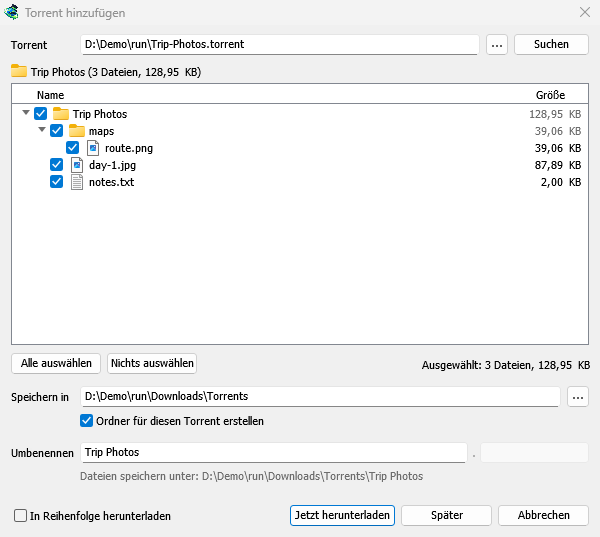 Torrent hinzufügen
Torrent D:\Demo\run\Trip-Photos.torrent ... Suchen
Trip Photos (3 Dateien, 128,95 KB)
Name Größe
Trip Photos 128,95 KB
maps 39,06 KB
route.png 39,06 KB
day-1.jpg 87,89 KB
notes.txt 2,00 KB
Alle auswählen Nichts auswählen Ausgewählt: 3 Dateien, 128,95 KB
Speichern in D:\Demo\run\Downloads\Torrents ...
Ordner für diesen Torrent erstellen
Umbenennen Trip Photos .
Dateien speichern unter: D:\Demo\run\Downloads\Torrents\Trip Photos
In Reihenfolge herunterladen Jetzt herunterladen Später Abbrechen